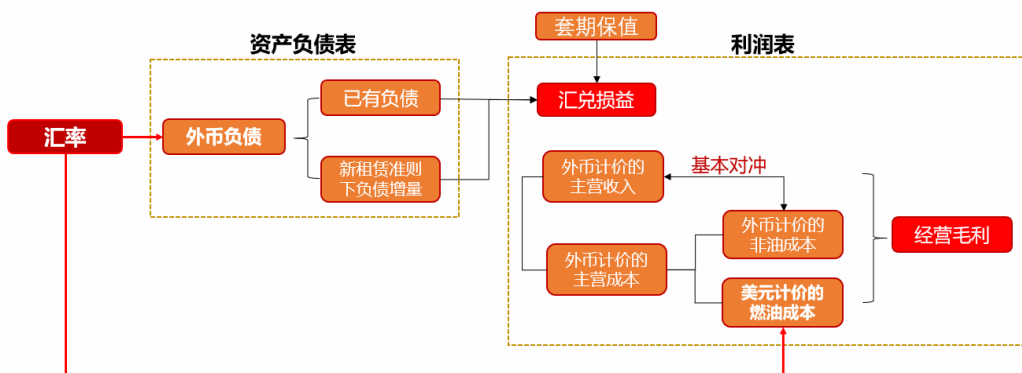 套期保值
资产负债表
利润表
已有负债
汇兑损益
汇率
外币负债
新租赁准则
下负债增量
外币计价的
主营收入
基本对冲
外币计价的
非油成本
经营毛利
外币计价的
主营成本
美元计价的
燃油成本